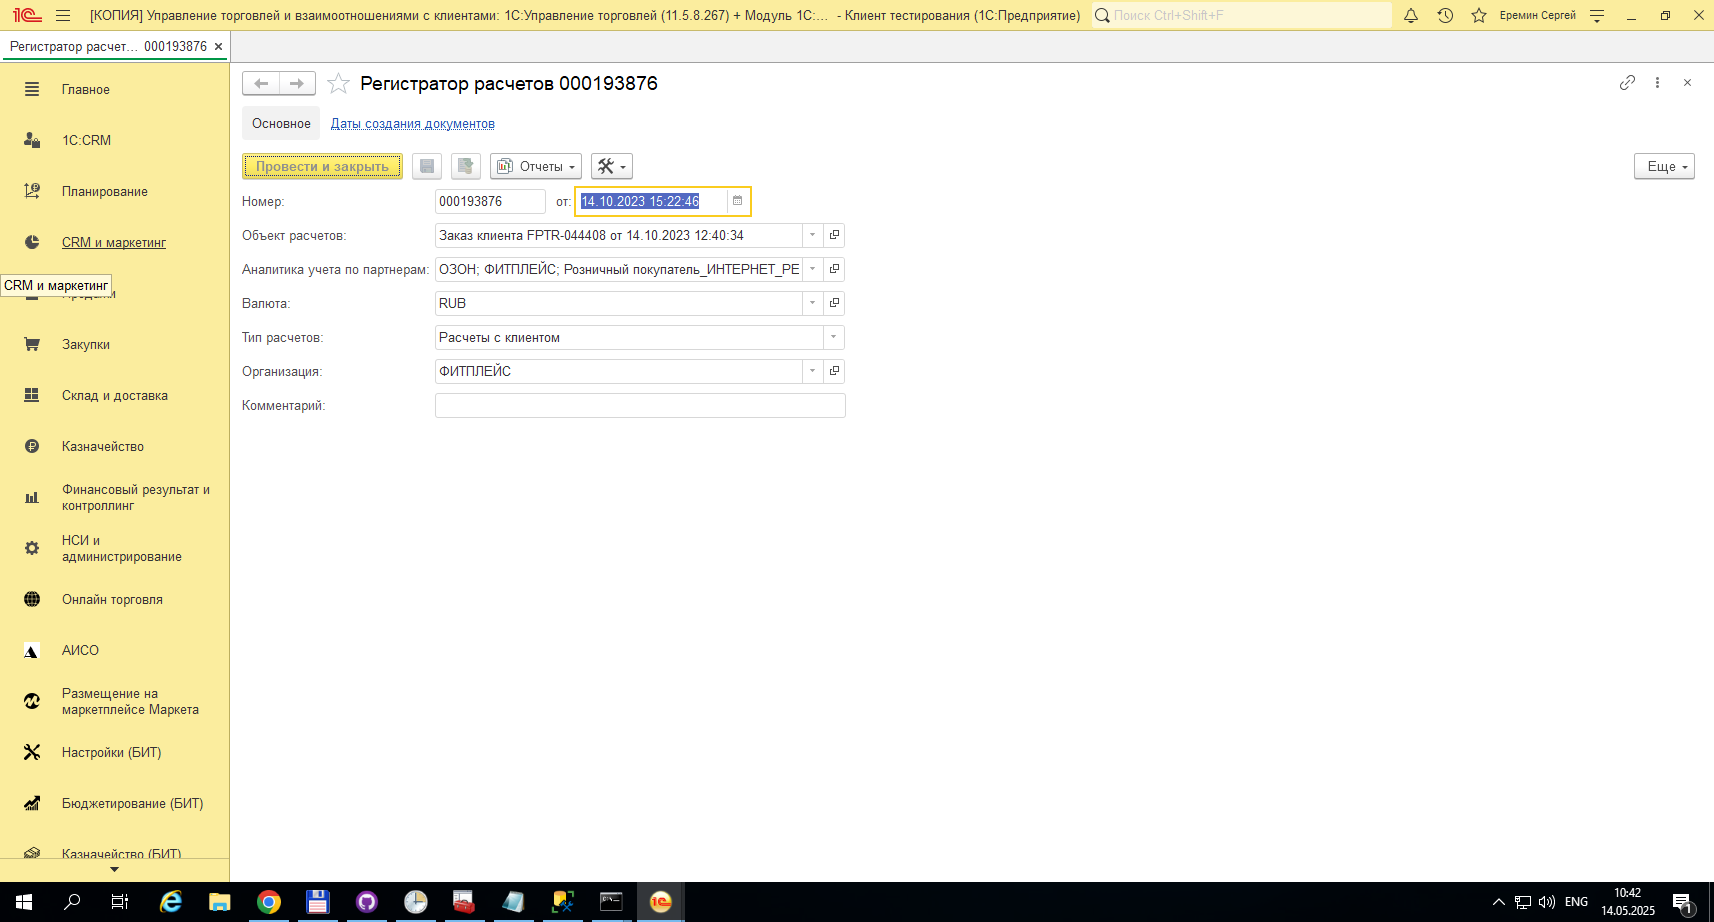 [КОПИЯ] Управление торговлей и взаимоотношениями с клиентами: 1С:Управление торговлей (11.5.8.267) + Модуль 1С:... - Клиент тестирования (1С:Предприятие)
Поиск Ctrl+Shift+F
Еремин Сергей
Регистратор расчет... 000193876
Главное
1C:CRM
Планирование
CRM и маркетинг
CRM и маркетинг
Продажи
Закупки
Склад и доставка
Казначейство
Финансовый результат и
контроллинг
НСИ и
администрирование
Онлайн торговля
АИСО
Размещение на
маркетплейсе Маркета
Настройки (БИТ)
Бюджетирование (БИТ)
Казначейство (БИТ)
Регистратор расчетов 000193876
Основное
Даты создания документов
Провести и закрыть
Отчеты
Еще
Номер: 000193876 от: 14.10.2023 15:22:46
Объект расчетов: Заказ клиента FPTR-044408 от 14.10.2023 12:40:34
Аналитика учета по партнерам: ОЗОН; ФИТПЛЕЙС; Розничный покупатель_ИНТЕРНЕТ_РЕ
Валюта: RUB
Тип расчетов: Расчеты с клиентом
Организация: ФИТПЛЕЙС
Комментарий:
ENG
10:42
14.05.2025
1